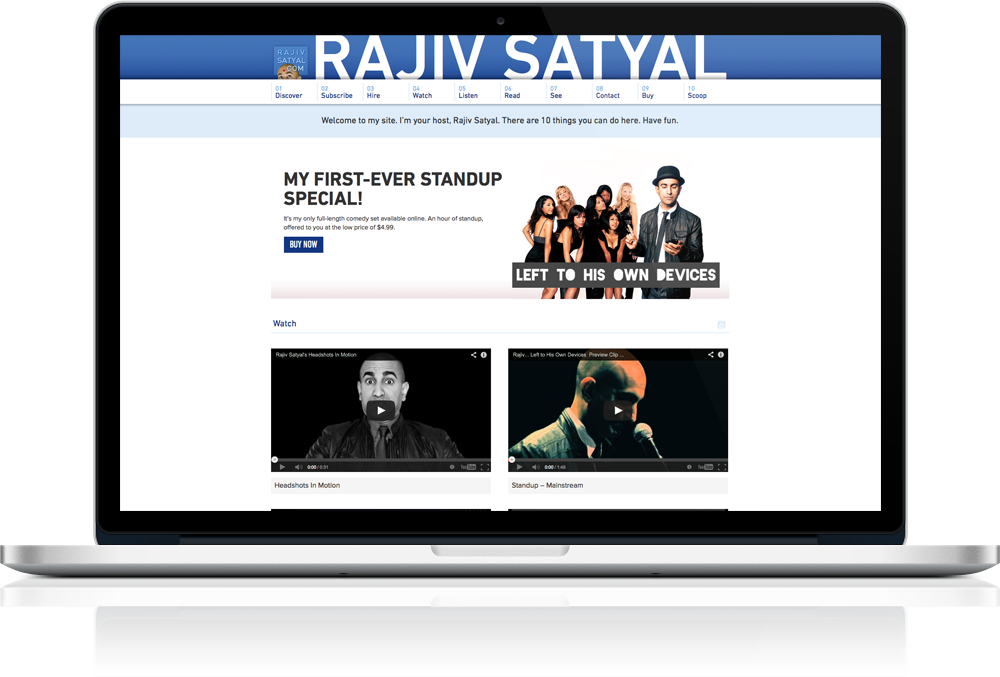 RAJIV
SATYAL
.COM
RAJIV SATYAL
01 02 03 04 05 06 07 08 09 10
Discover Subscribe Hire Watch Listen Read See Contact Buy Scoop
Welcome to my site. I'm your host, Rajiv Satyal. There are 10 things you can do here. Have fun.
MY FIRST-EVER STANDUP
SPECIAL!
It's my only full-length comedy set available online. An hour of standup,
offered to you at the low price of $4.99.
BUY NOW
LEFT TO HIS OWN DEVICES
Watch
Rajiv Satyal's Headshots In Motion
0:00 / 0:31
YouTube
Headshots In Motion
Rajiv... Left to His Own Devices Preview Clip ...
0:00 / 1:48
YouTube
Standup – Mainstream